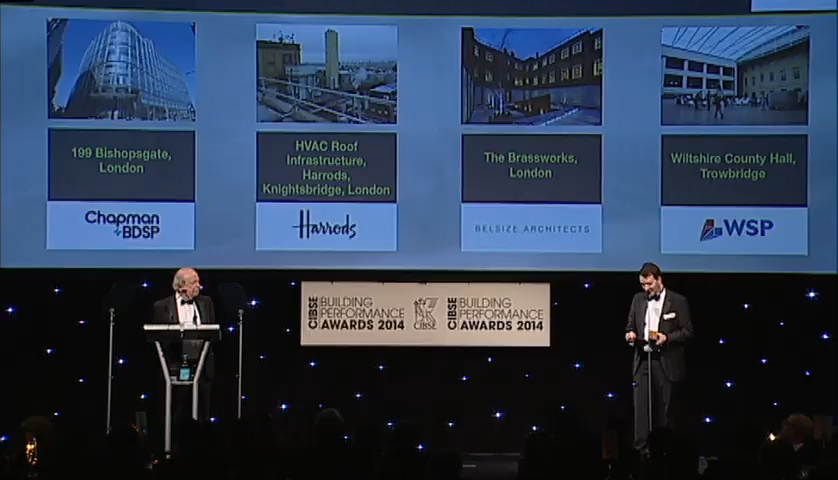 199 Bishopsgate,
London
Chapman
BDSP
HVAC Roof
Infrastructure,
Harrods,
Knightsbridge, London
Harrods
The Brassworks,
London
BELSIZE ARCHITECTS
Wiltshire County Hall,
Trowbridge
WSP
CIBSE
BUILDING
PERFORMANCE
AWARDS 2014
CIBSE
CIBSE
BUILDING
PERFORMANCE
AWARDS 2014